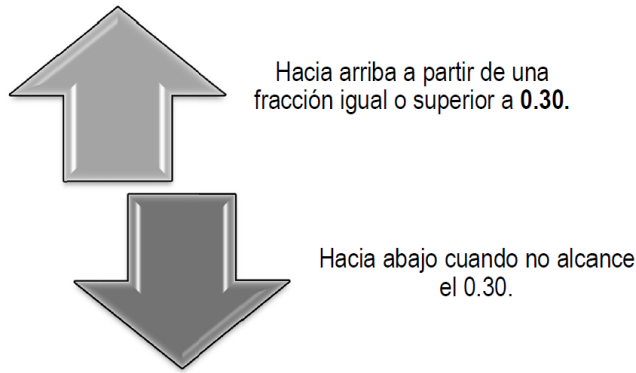 Hacia arriba a partir de una
fracción igual o superior a 0.30.
Hacia abajo cuando no alcance
el 0.30.